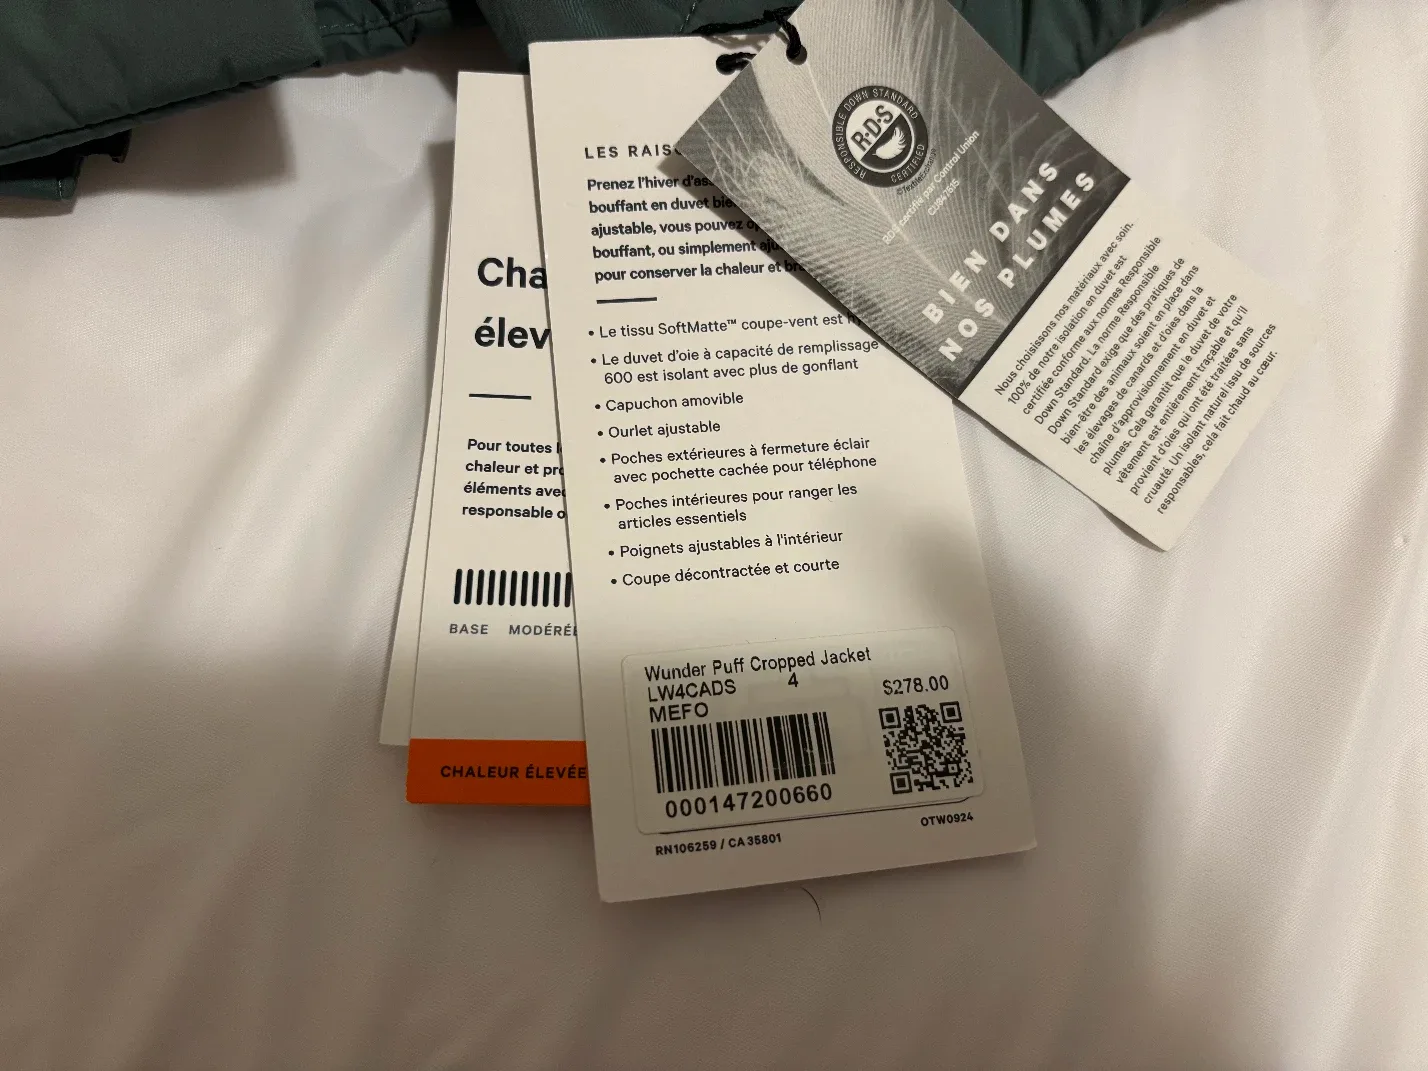 Cha
élev
Pour toutes
chaleur et
éléments
responsable
BASE MODÉRÉE
CHALEUR ÉLEVÉE
LES
Prenez l'hiver
bouffant en duvet
ajustable, vous pouvez
bouffant, ou simplement
pour conserver la chaleur et
• Le tissu SoftMatte™ coupe-vent est
• Le duvet d'oie à capacité de remplissage
600 est isolant avec plus de gonflant
• Capuchon amovible
• Ourlet ajustable
• Poches extérieures à fermeture éclair
avec pochette cachée pour téléphone
• Poches intérieures pour ranger les
articles essentiels
• Poignets ajustables à l'intérieur
• Coupe décontractée et courte
Wunder Puff Cropped Jacket
LW4CADS 4 $278.00
MEFO
000147200660
RN106259 / CA 35801 OTW0924
RESPONSIBLE DOWN STANDARD
R·D·S
CERTIFIED
RDS certifié par Control Union
BIEN DANS
NOS PLUMES
Nous choisissons nos matériaux avec soin.
100% de notre isolation en duvet est
certifiée conforme aux normes Responsible
Down Standard. La norme Responsible
Down Standard exige que des pratiques de
bien-être des animaux soient en place dans
les élevages de canards et d'oies dans la
chaîne d'approvisionnement en duvet et
plumes. Cela garantit que le duvet de votre
vêtement est entièrement traçable et qu'il
provient d'oies qui ont été traitées sans
cruauté. Un isolant naturel issu de sources
responsables, cela fait chaud au cœur.